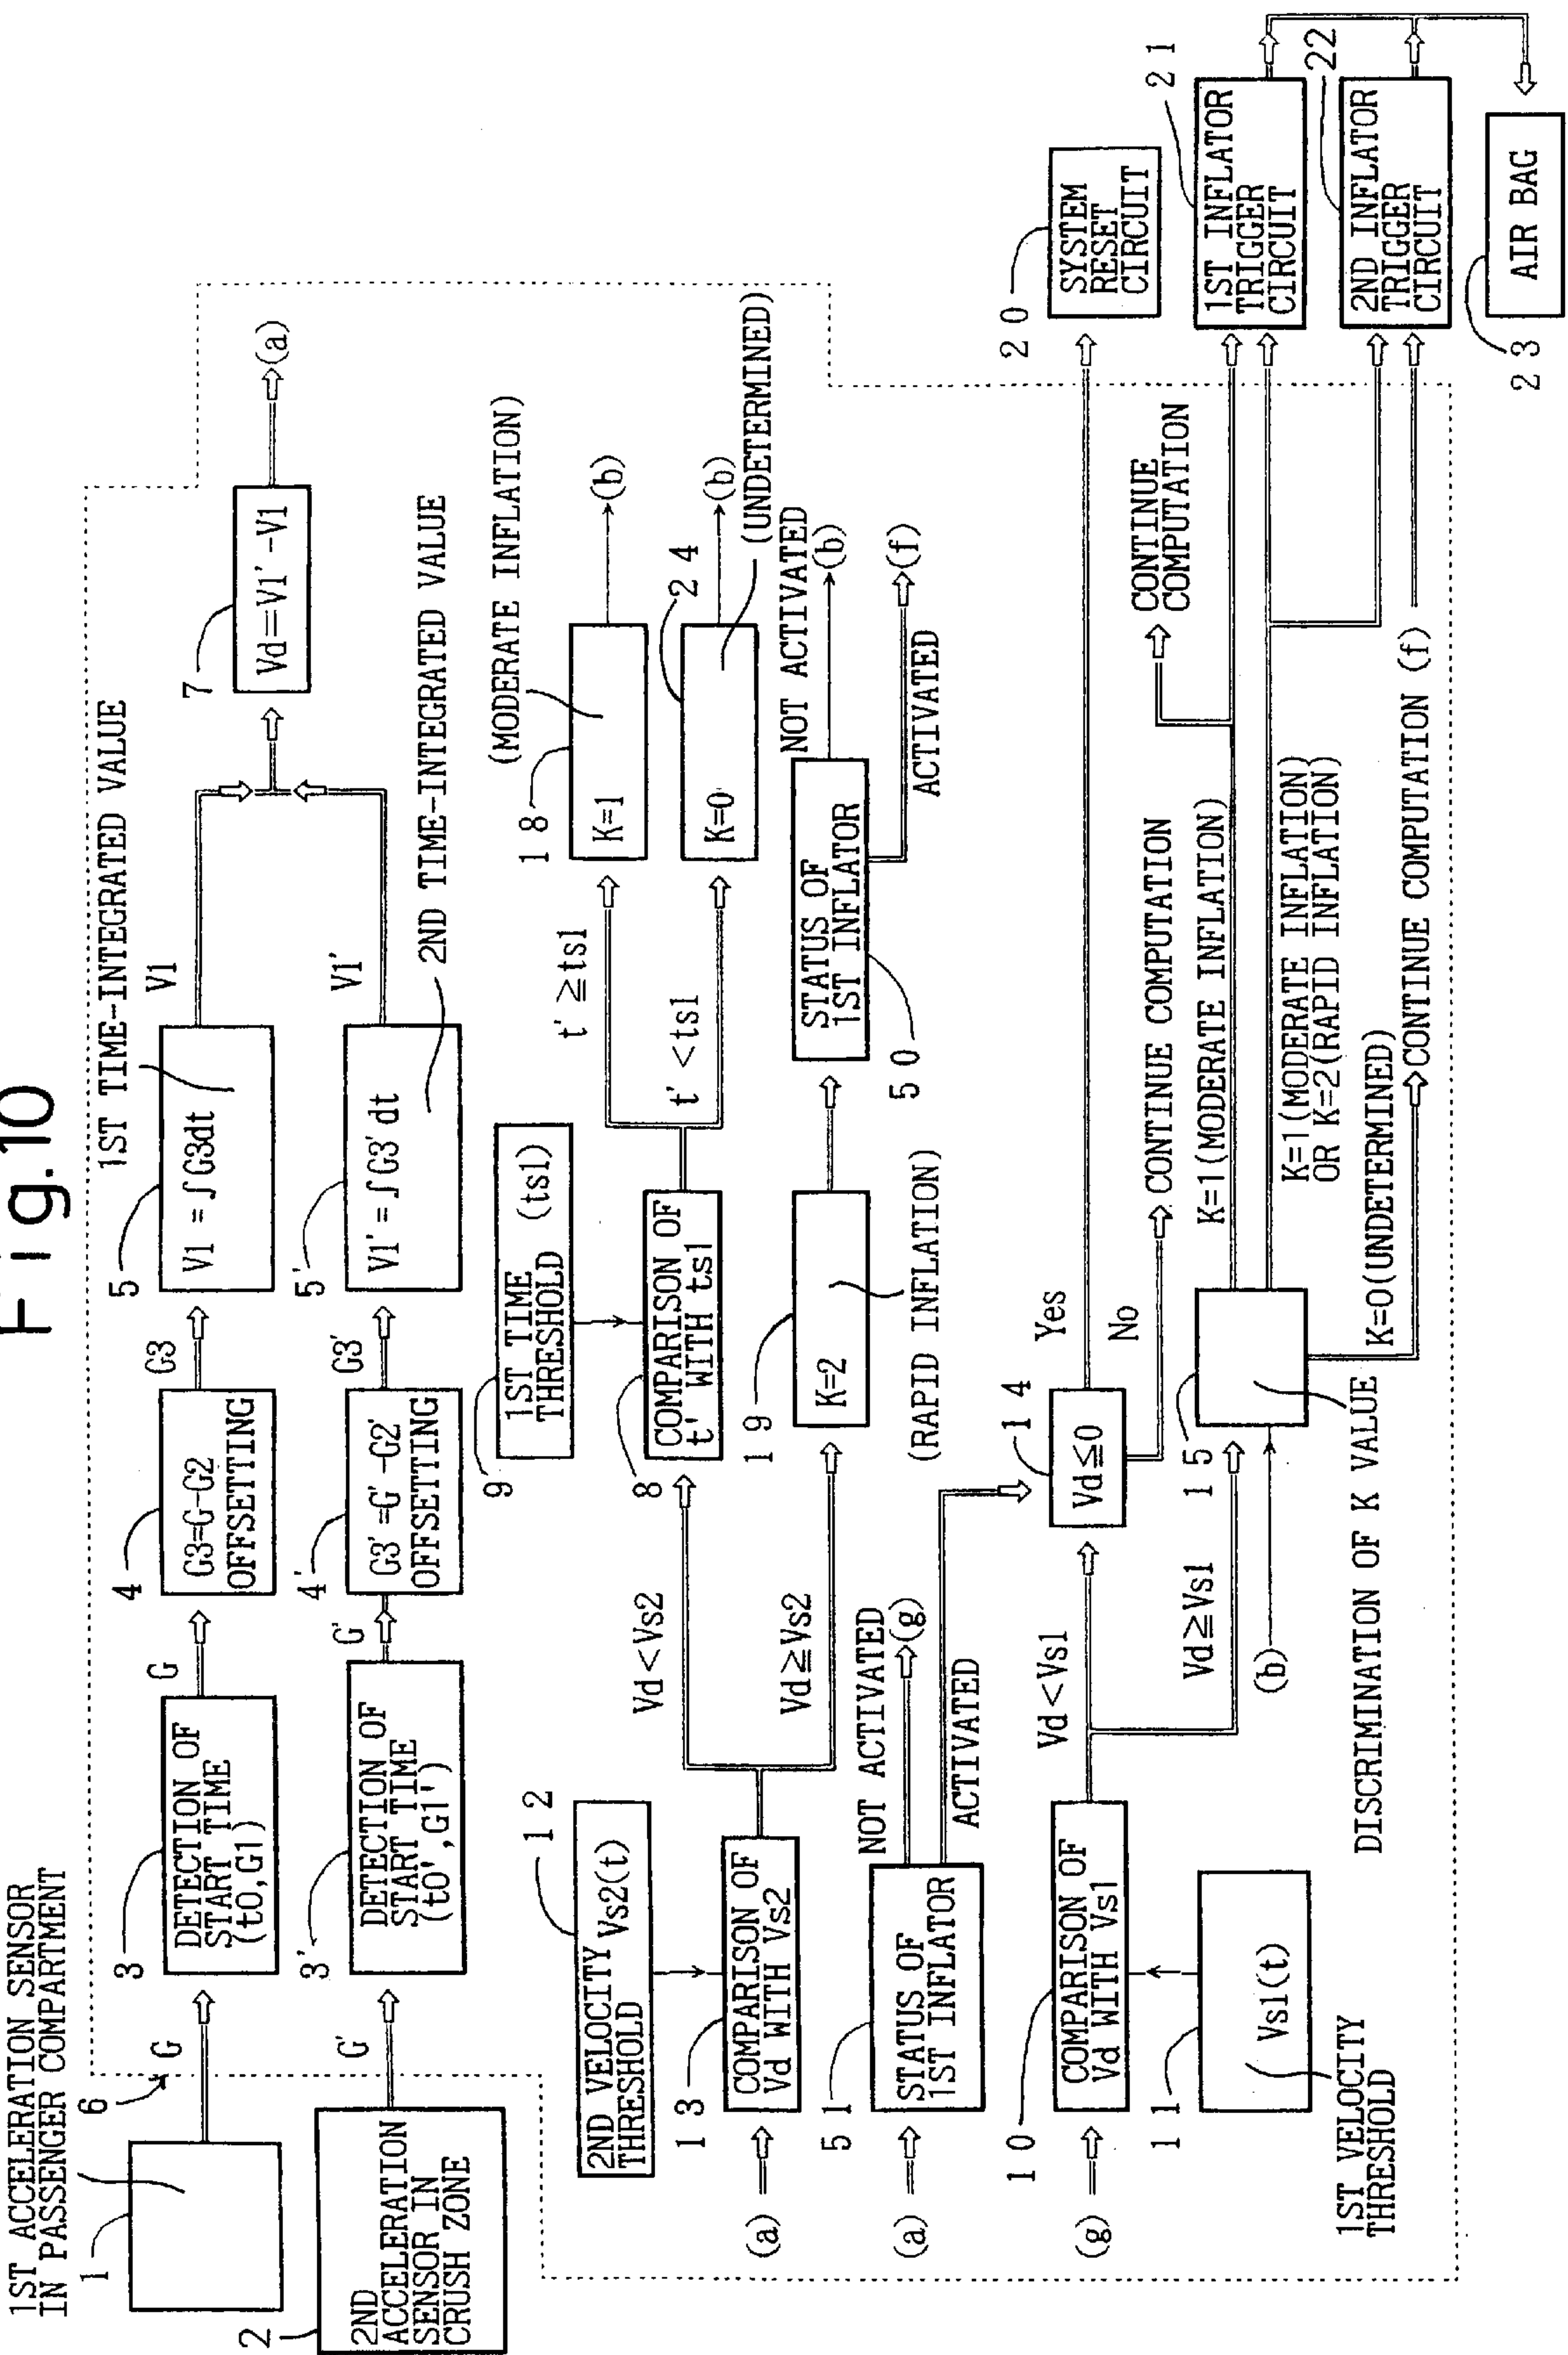 Fig.10
1ST ACCELERATION SENSOR
IN PASSENGER COMPARTMENT
1
6
G
3
DETECTION OF
START TIME
(t0,G1)
G
4
G3=G-G2
OFFSETTING
G3
5
V1 = ∫G3dt
1ST TIME-INTEGRATED VALUE
V1
7
Vd=V1'-V1
(a)
2
2ND
ACCELERATION
SENSOR IN
CRUSH ZONE
G'
3'
DETECTION OF
START TIME
(t0',G1')
G'
4'
G3'=G'-G2'
OFFSETTING
G3'
5'
V1'=∫G3'dt
V1'
2ND TIME-INTEGRATED VALUE
2ND VELOCITY
THRESHOLD
Vs2(t)
12
(a)
13
COMPARISON OF
Vd WITH Vs2
Vd<Vs2
Vd≧Vs2
9
1ST TIME
THRESHOLD
(ts1)
8
COMPARISON OF
t' WITH ts1
t'≧ts1
t'<ts1
18
K=1
(MODERATE INFLATION)
(b)
24
K=0
(b)
(UNDETERMINED)
19
K=2
(RAPID INFLATION)
50
STATUS OF
1ST INFLATOR
NOT ACTIVATED
(b)
ACTIVATED
(f)
(a)
51
STATUS OF
1ST INFLATOR
NOT ACTIVATED
(g)
ACTIVATED
(g)
10
COMPARISON OF
Vd WITH Vs1
11
Vs1(t)
1ST VELOCITY
THRESHOLD
Vd<Vs1
Vd≧Vs1
(b)
14
Vd≦0
Yes
No
CONTINUE COMPUTATION
15
DISCRIMINATION OF K VALUE
K=1(MODERATE INFLATION)
CONTINUE
COMPUTATION
K=1(MODERATE INFLATION)
OR K=2(RAPID INFLATION)
K=0(UNDETERMINED)
CONTINUE COMPUTATION
(f)
20
SYSTEM
RESET
CIRCUIT
21
1ST INFLATOR
TRIGGER
CIRCUIT
22
2ND INFLATOR
TRIGGER
CIRCUIT
23
AIR BAG